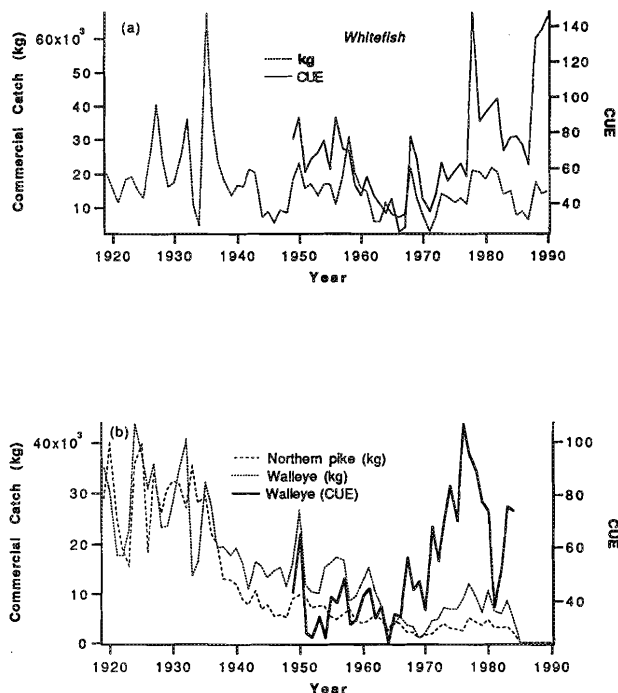 (a)
Whitefish
kg
CUE
60x10³
50
40
30
20
10
Commercial Catch (kg)
140
120
100
80
60
40
CUE
1920 1930 1940 1950 1960 1970 1980 1990
Year
(b)
Northern pike (kg)
Walleye (kg)
Walleye (CUE)
40x10³
30
20
10
0
Commercial Catch (kg)
100
80
60
40
CUE
1920 1930 1940 1950 1960 1970 1980 1990
Year